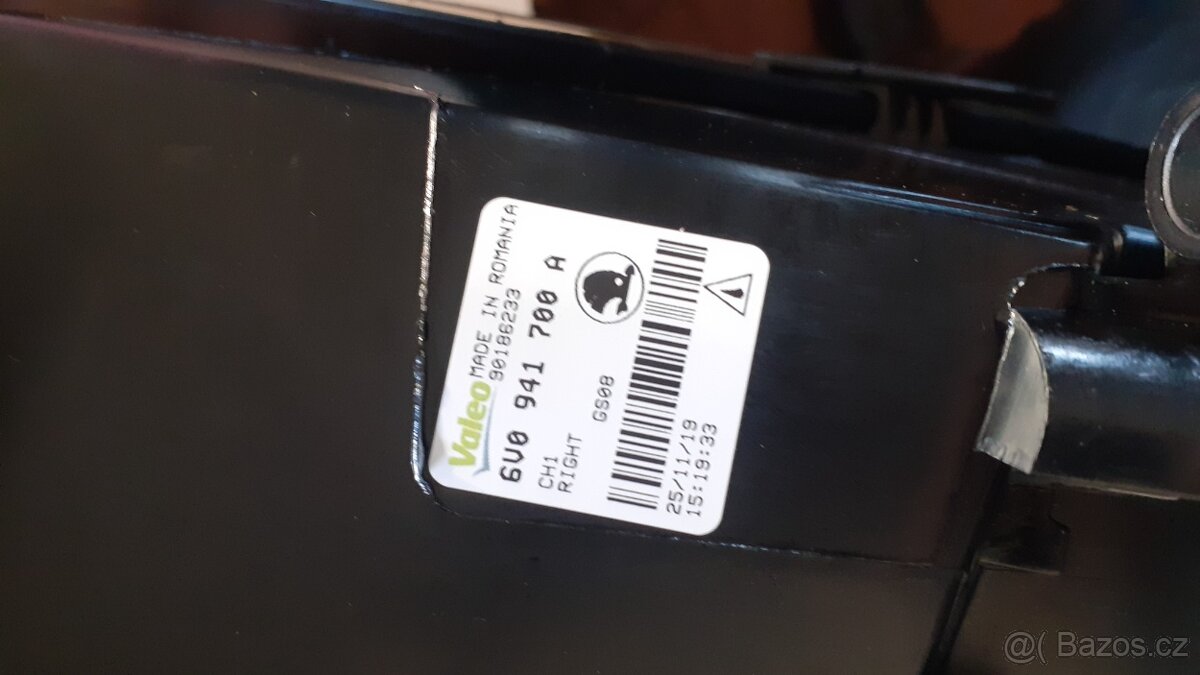 Valeo MADE IN ROMANIA
90186233
6V0 941 700 A
CH1
RIGHT GS08
25/11/19
15:19:33
@( Bazos.cz